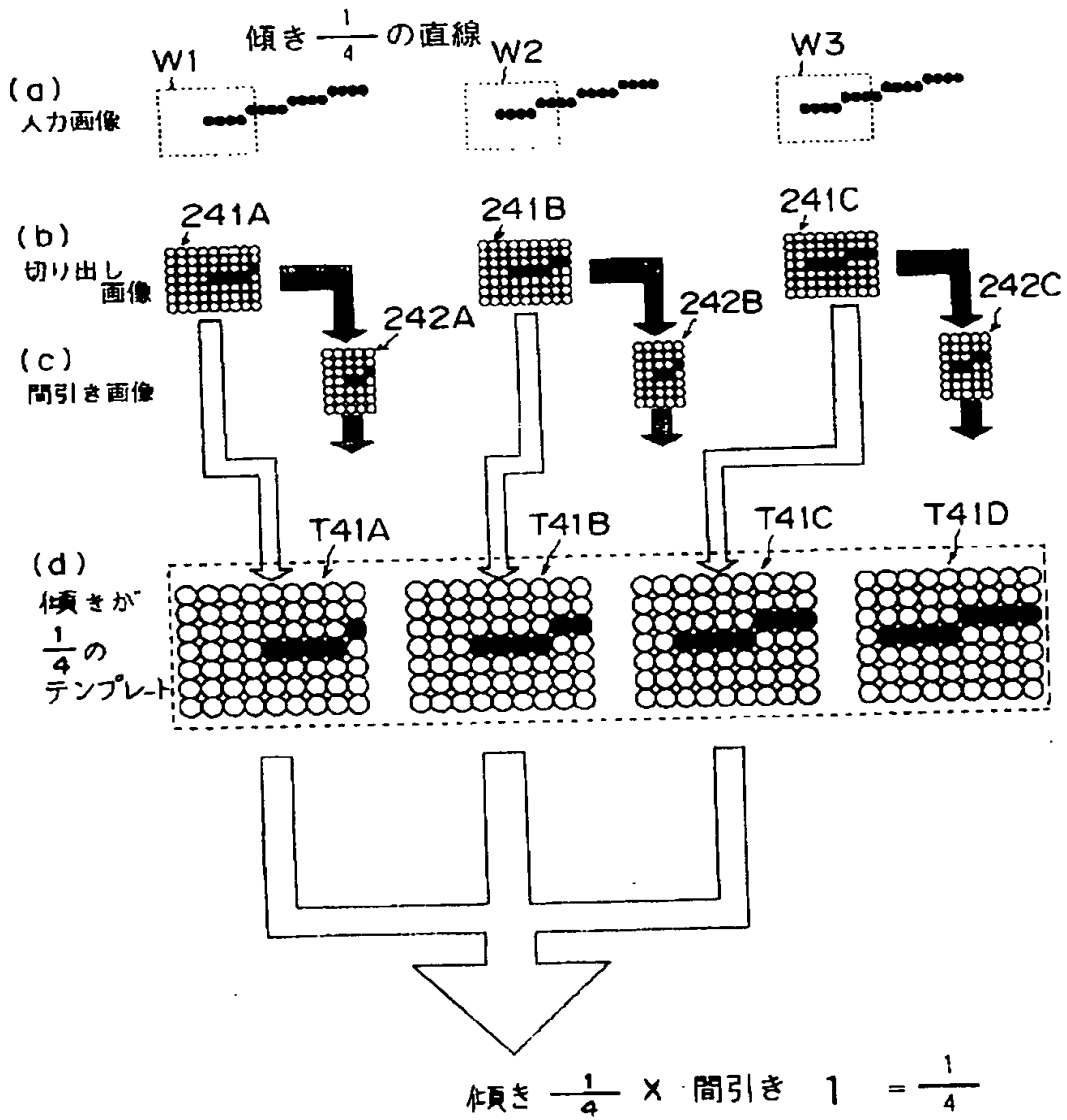 傾き 1/4 の直線
W1 W2 W3
(a)
入力画像
241A 241B 241C
(b)
切り出し
画像
242A 242B 242C
(c)
間引き画像
T41A T41B T41C T41D
(d)
傾きが
1/4 の
テンプレート
傾き 1/4 × 間引き 1 = 1/4